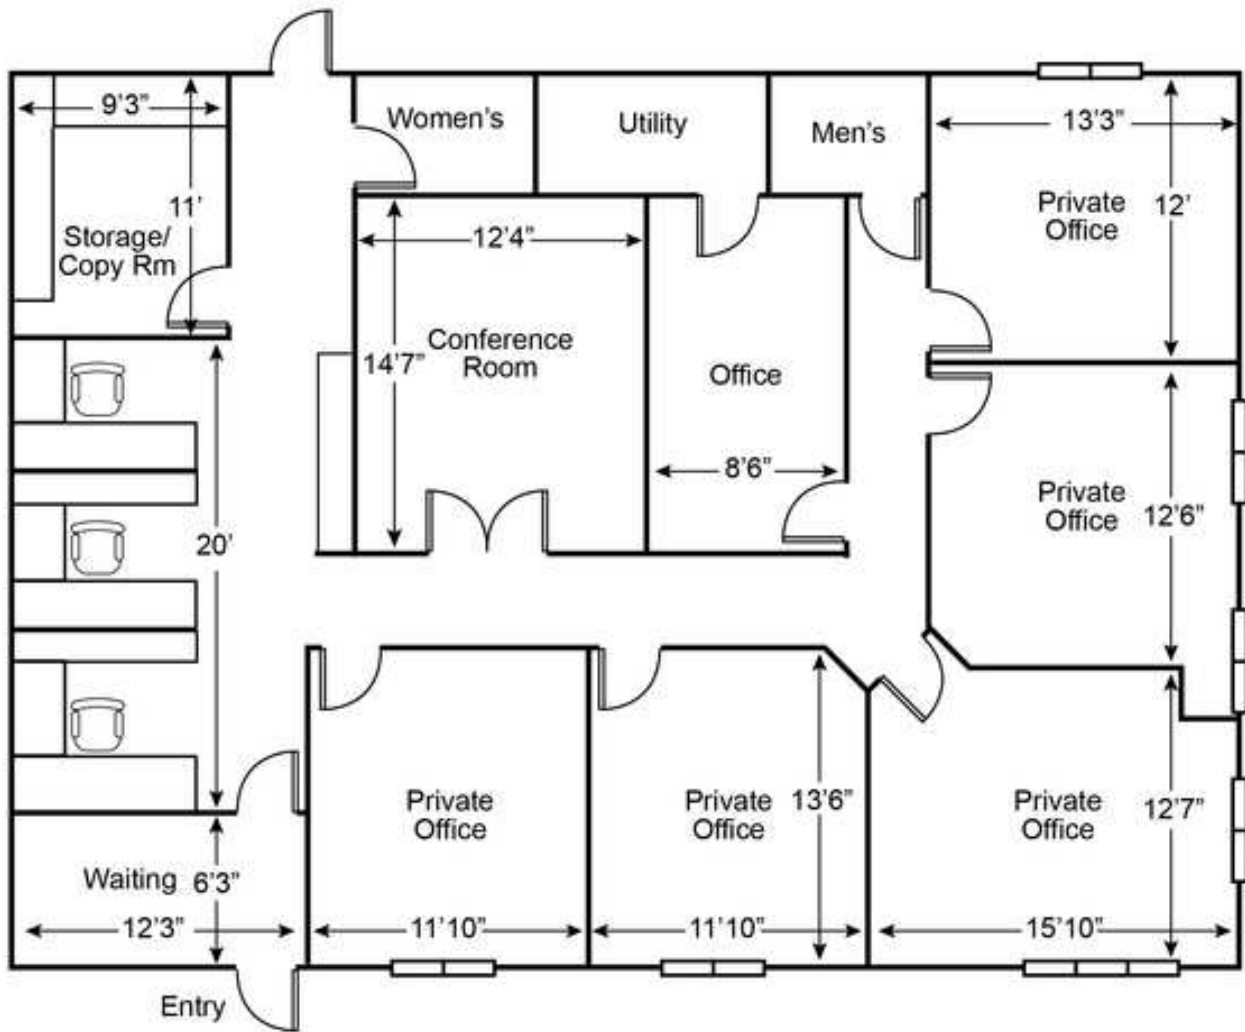 9'3”
Women's
Utility
Men's
13'3”
11'
Storage/
Copy Rm
12'4”
Private
Office
12'
14'7”
Conference
Room
Office
8'6”
Private
Office
12'6”
20'
Private
Office
Private
Office
13'6”
Private
Office
12'7”
Waiting
6'3”
12'3”
11'10”
11'10”
15'10”
Entry